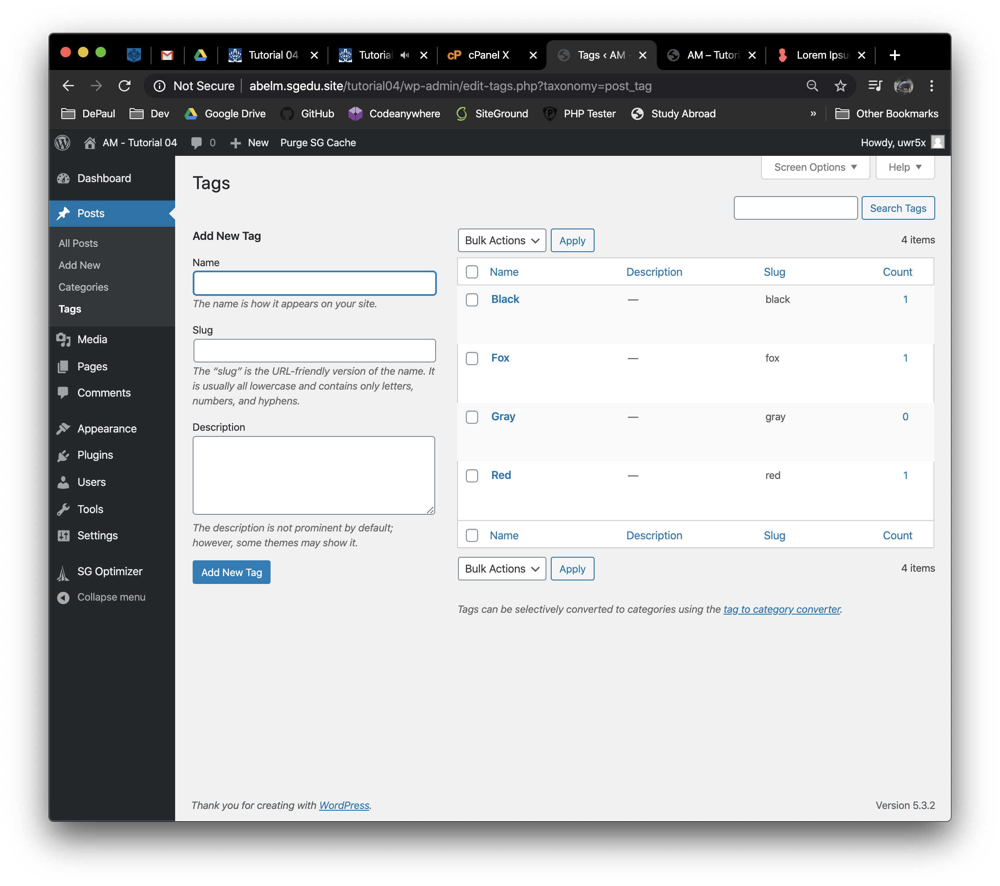 Tutorial 04
Tutorial
cP cPanel X
Tags ‹ AM -
AM – Tutori
Lorem Ipsu
Not Secure
abelm.sgedu.site/tutorial04/wp-admin/edit-tags.php?taxonomy=post_tag
DePaul
Dev
Google Drive
GitHub
Codeanywhere
SiteGround
PHP Tester
Study Abroad
»
Other Bookmarks
AM - Tutorial 04
0
New
Purge SG Cache
Howdy, uwr5x
Dashboard
Posts
All Posts
Add New
Categories
Tags
Media
Pages
Comments
Appearance
Plugins
Users
Tools
Settings
SG Optimizer
Collapse menu
Screen Options
Help
Tags
Search Tags
Add New Tag
Name
The name is how it appears on your site.
Slug
The “slug” is the URL-friendly version of the name. It
is usually all lowercase and contains only letters,
numbers, and hyphens.
Description
The description is not prominent by default;
however, some themes may show it.
Add New Tag
Bulk Actions
Apply
4 items
Name Description Slug Count
Black — black 1
Fox — fox 1
Gray — gray 0
Red — red 1
Name Description Slug Count
Bulk Actions
Apply
4 items
Tags can be selectively converted to categories using the tag to category converter.
Thank you for creating with WordPress.
Version 5.3.2